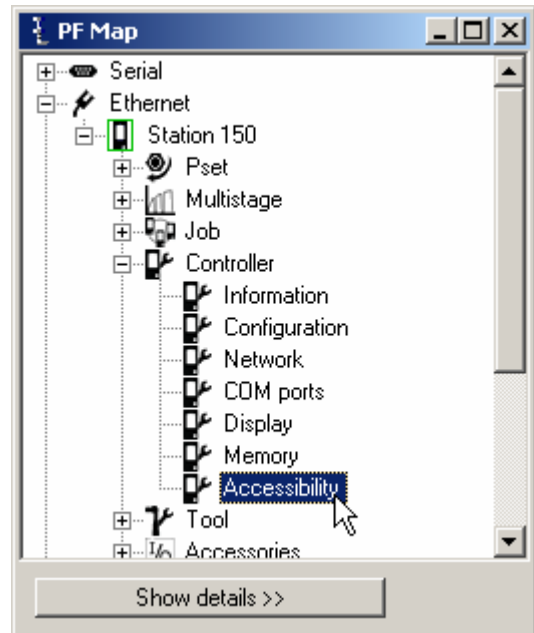 PF Map
Serial
Ethernet
Station 150
Pset
Multistage
Job
Controller
Information
Configuration
Network
COM ports
Display
Memory
Accessibility
Tool
I/o Accessories
Show details >>